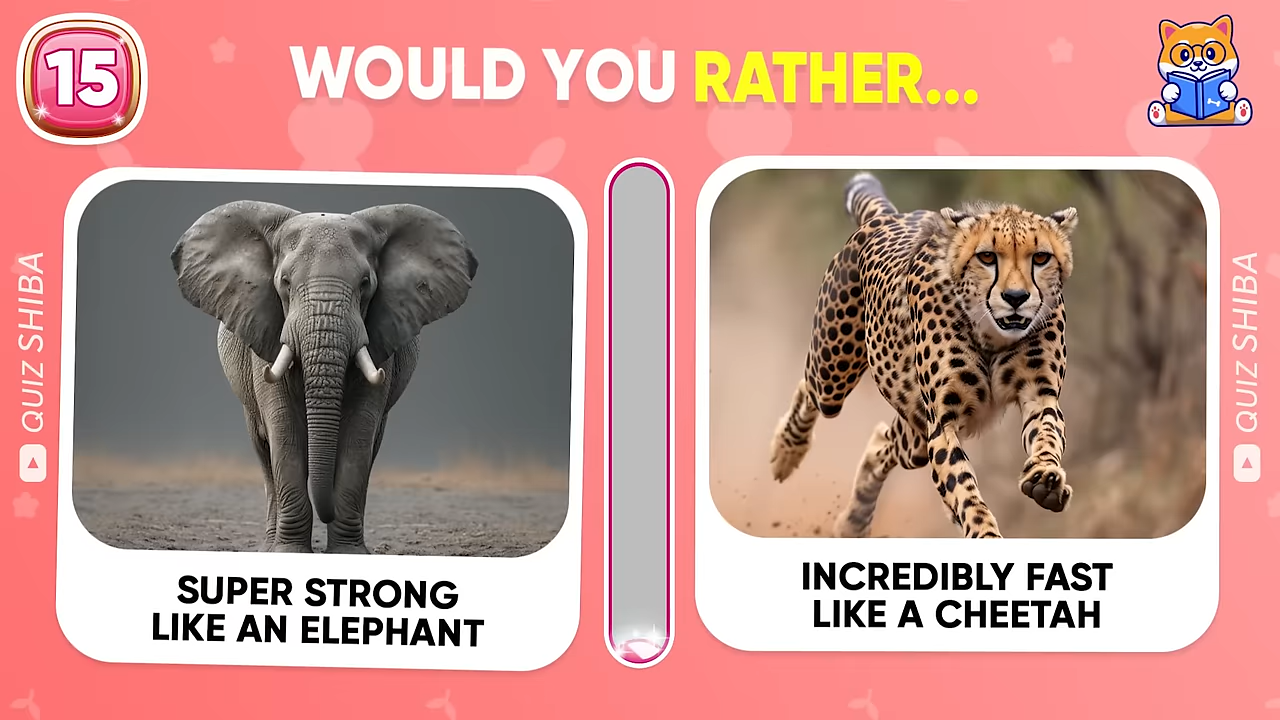 15
WOULD YOU RATHER...
SUPER STRONG
LIKE AN ELEPHANT
INCREDIBLY FAST
LIKE A CHEETAH
QUIZ SHIBA
QUIZ SHIBA